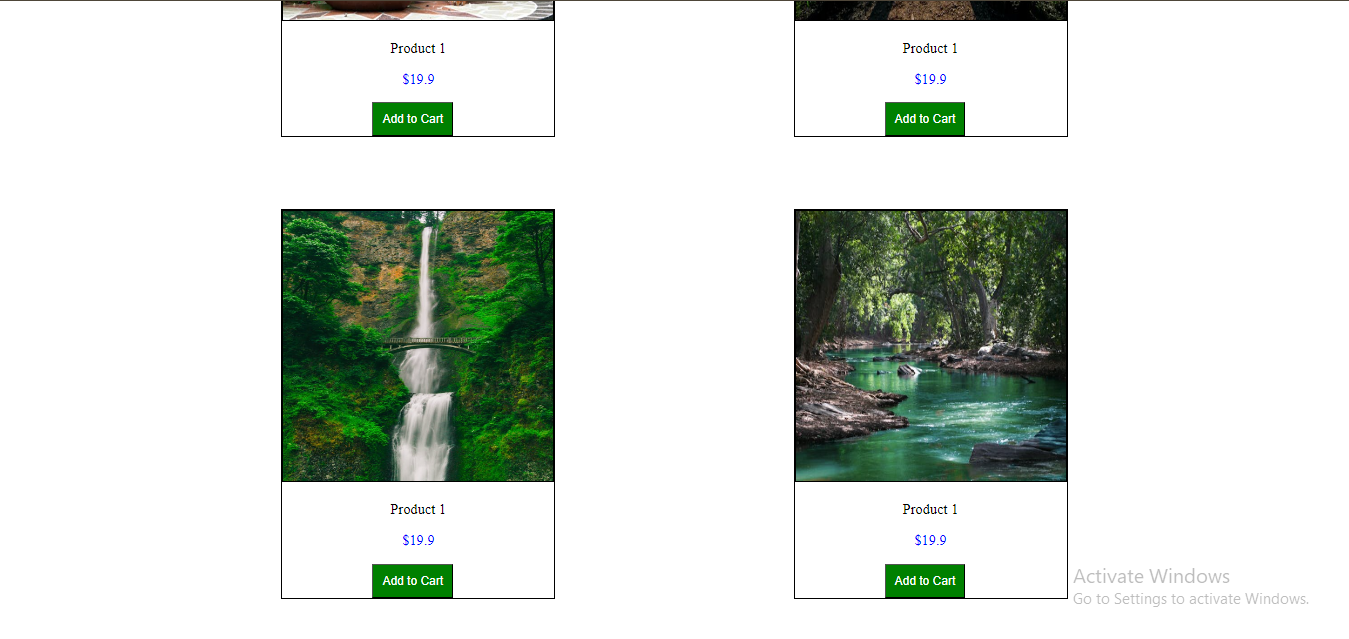 Product 1
Product 1
$19.9
$19.9
Add to Cart
Add to Cart
Product 1
Product 1
$19.9
$19.9
Add to Cart
Add to Cart
Activate Windows
Go to Settings to activate Windows.